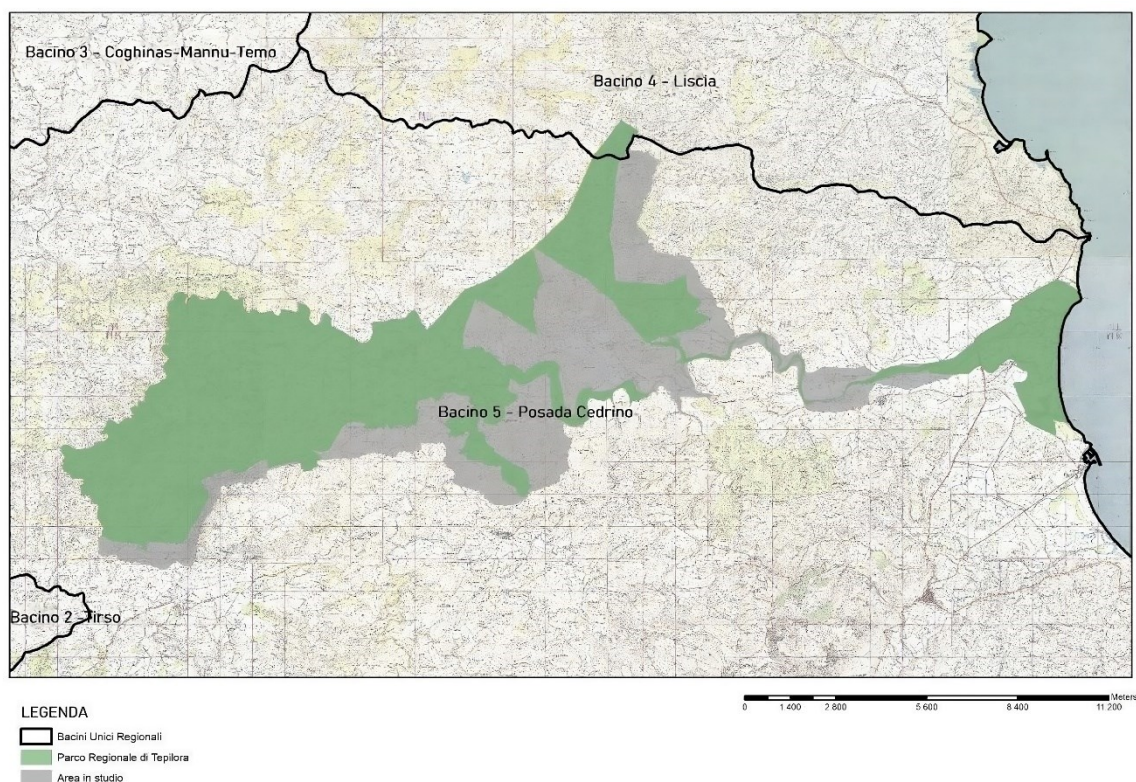 Bacino 3 - Coghinas-Mannu-Temo
Bacino 4 - Liscia
Bacino 5 - Posada Cedrino
Bacino 2 -Tirso
LEGENDA
Bacini Unici Regionali
Parco Regionale di Tepilora
Area in studio
Meters
0 1 400 2 800 5 600 8 400 11 200